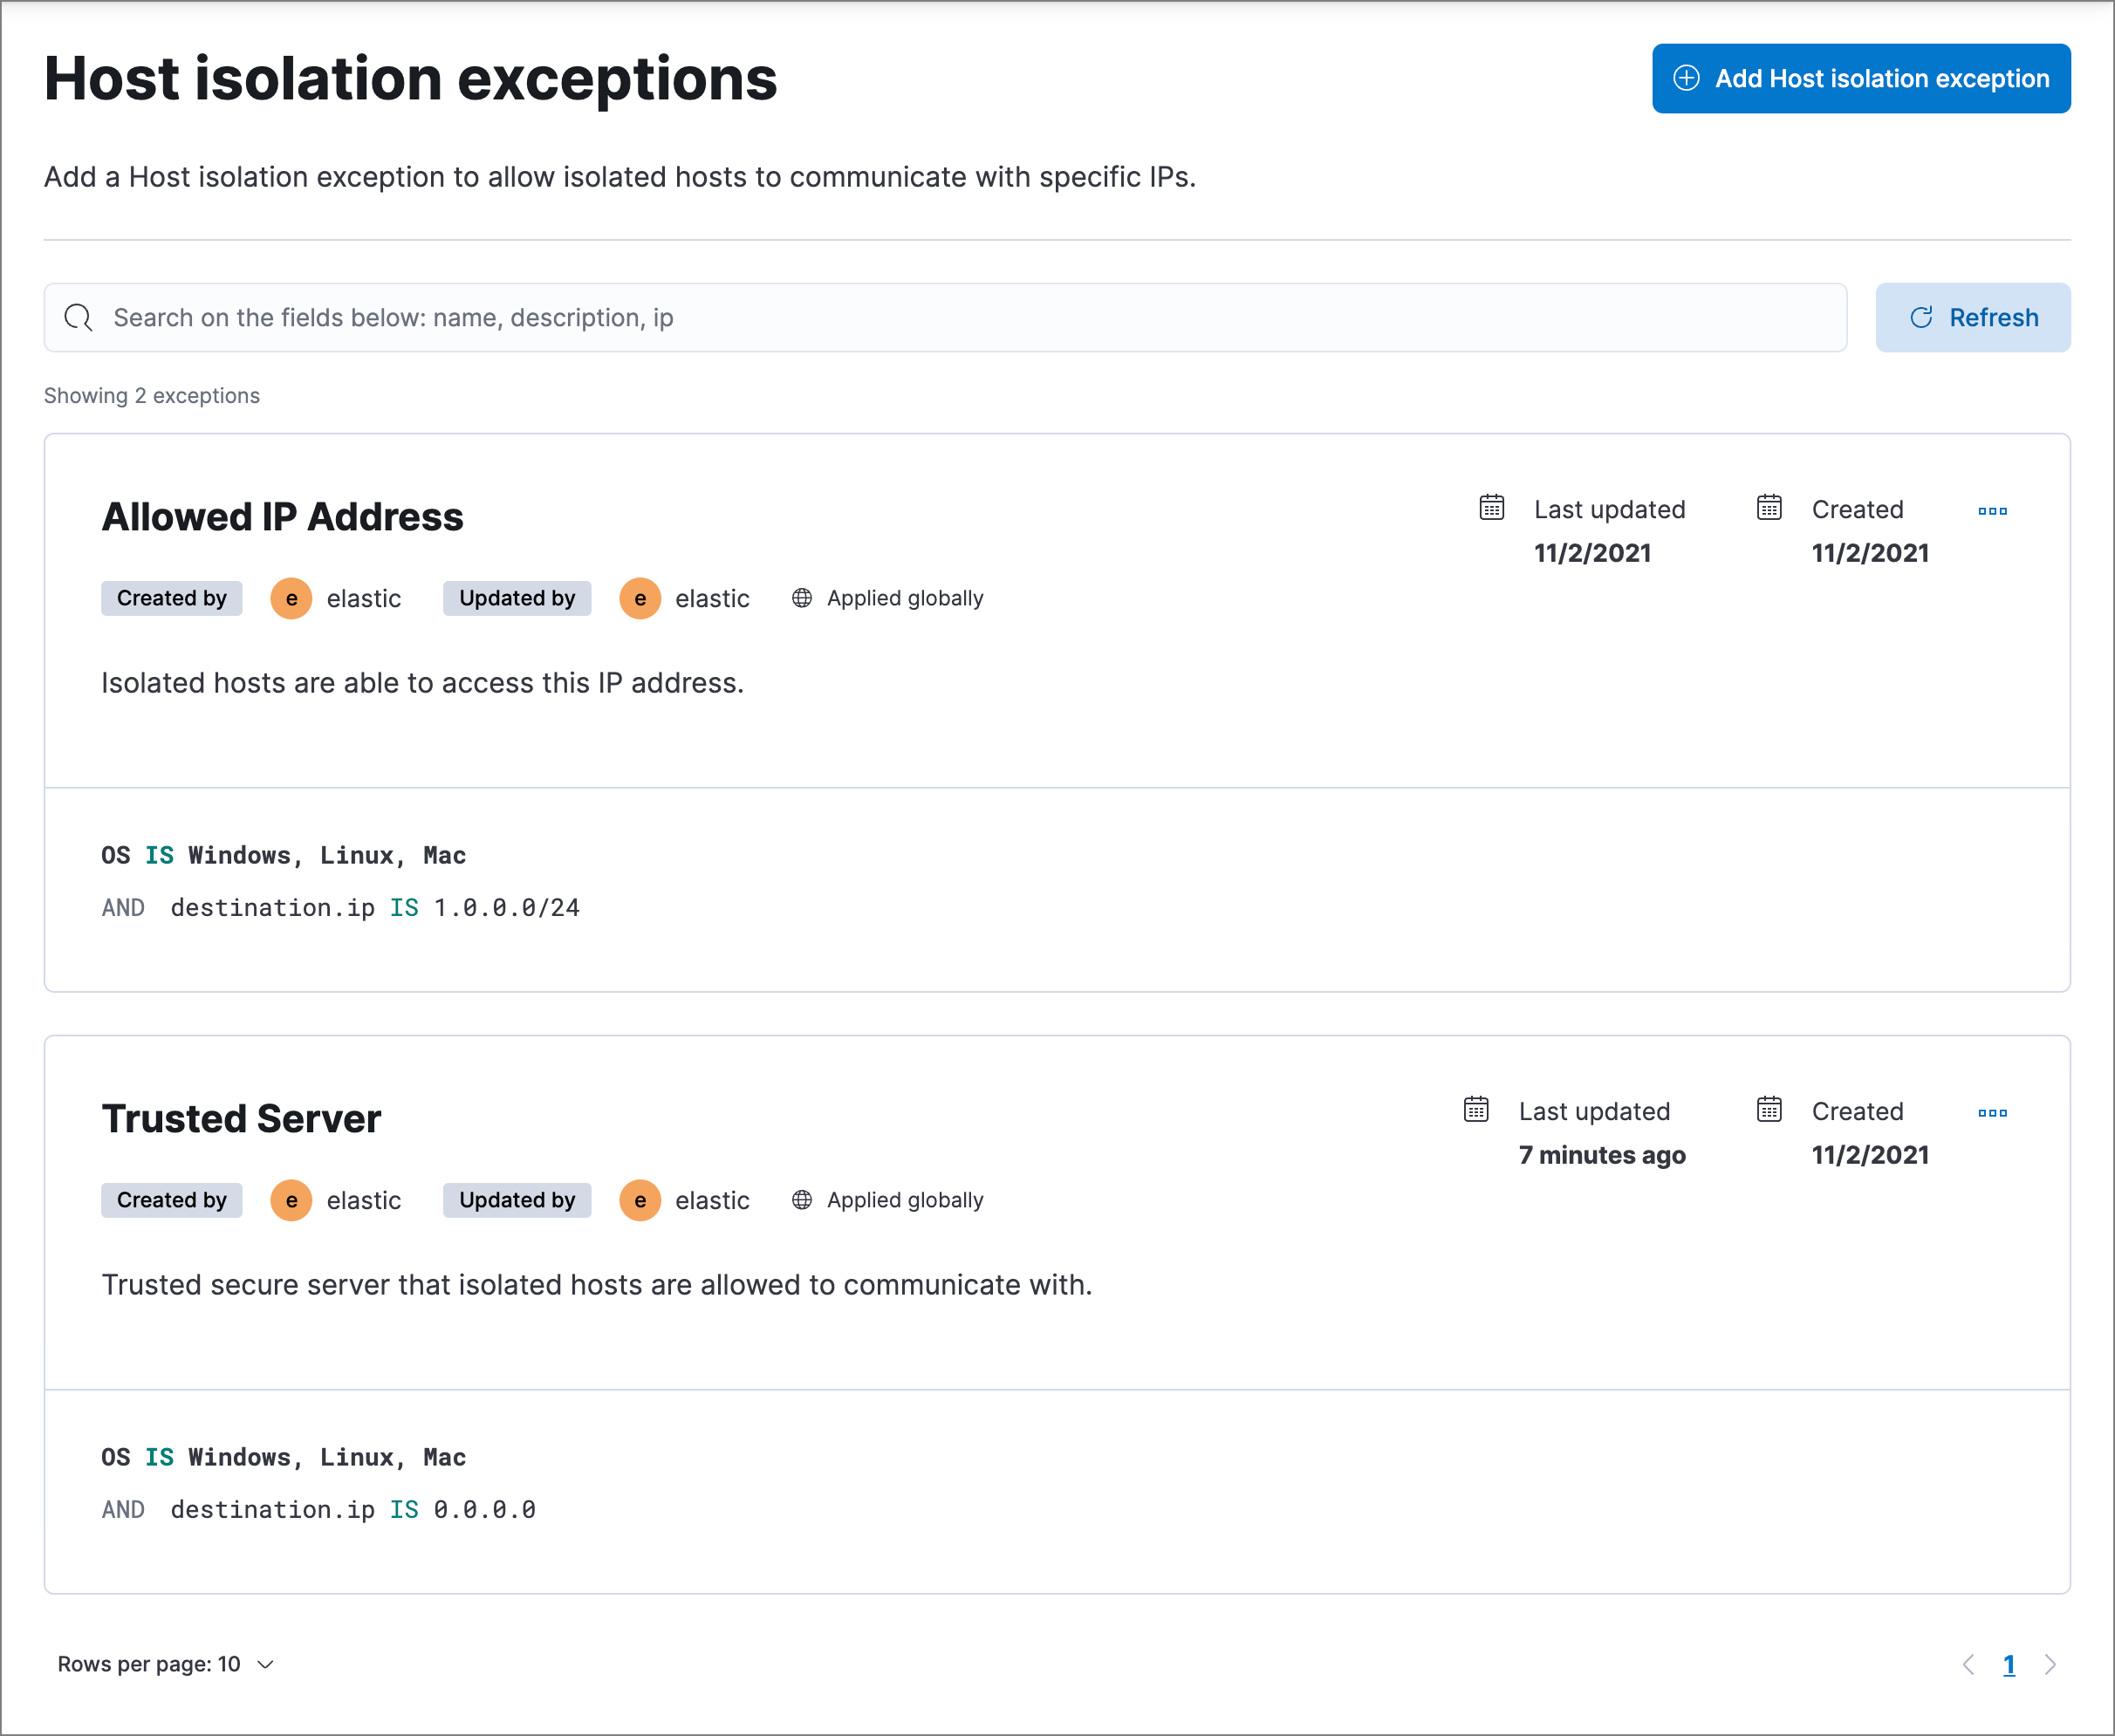 Host isolation exceptions
Add Host isolation exception
Add a Host isolation exception to allow isolated hosts to communicate with specific IPs.
Search on the fields below: name, description, ip
Refresh
Showing 2 exceptions
Allowed IP Address
Last updated
11/2/2021
Created
11/2/2021
Created by e elastic Updated by e elastic Applied globally
Isolated hosts are able to access this IP address.
OS IS Windows, Linux, Mac
AND destination.ip IS 1.0.0.0/24
Trusted Server
Last updated
7 minutes ago
Created
11/2/2021
Created by e elastic Updated by e elastic Applied globally
Trusted secure server that isolated hosts are allowed to communicate with.
OS IS Windows, Linux, Mac
AND destination.ip IS 0.0.0.0
Rows per page: 10
1